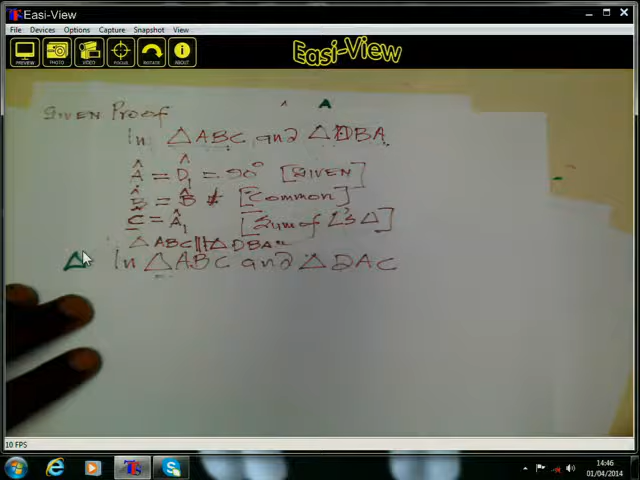 Easi-View
File Devices Options Capture Snapshot View
PREVIEW PHOTO VIDEO FOCUS ROTATE ABOUT
Easi-View
GIVEN Proof
^ A
In △ABC and △DBA
Â = D̂₁ = 90° [GIVEN]
B̂ = B̂ [Common]
Ĉ = Â₁ [Sum of ∠'s △]
△ABC ||| △DBA
△ In △ABC and △DAC
10 FPS
14:46
01/04/2014